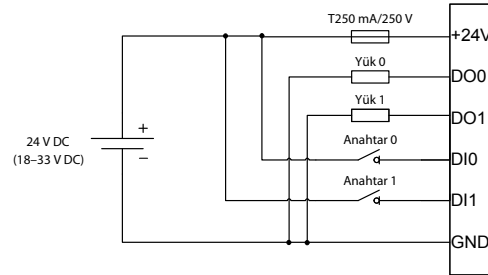 T250 mA/250 V
+24V
Yük 0
DO0
Yük 1
DO1
24 V DC
(18–33 V DC)
+
–
Anahtar 0
DI0
Anahtar 1
DI1
GND